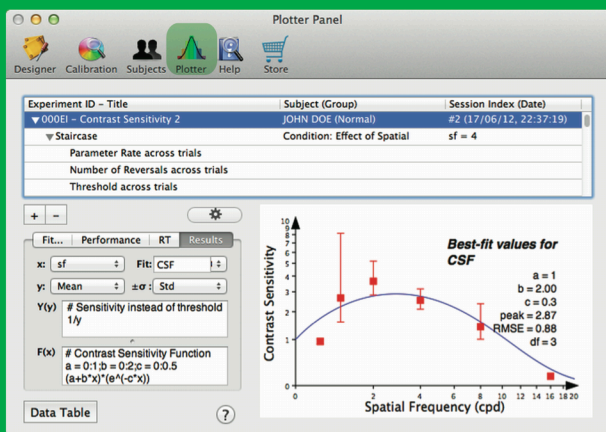 Plotter Panel
Designer Calibration Subjects Plotter Help Store
Experiment ID – Title Subject (Group) Session Index (Date)
000EI – Contrast Sensitivity 2 JOHN DOE (Normal) #2 (17/06/12, 22:37:19)
Staircase Condition: Effect of Spatial sf = 4
Parameter Rate across trials
Number of Reversals across trials
Threshold across trials
+ −
Fit... Performance RT Results
x: sf Fit: CSF
y: Mean ±σ: Std
Y(y) # Sensitivity instead of threshold
1/y
F(x) # Contrast Sensitivity Function
a = 0:1;b = 0:2;c = 0:0.5
(a+b*x)*(e^(-c*x))
Data Table ?
Contrast Sensitivity
10
9
8
7
6
5
4
3
2
1
0
Best-fit values for
CSF
a = 1
b = 2.00
c = 0.3
peak = 2.87
RMSE = 0.88
df = 3
0 2 4 6 8 10 12 14 16 18 20
Spatial Frequency (cpd)